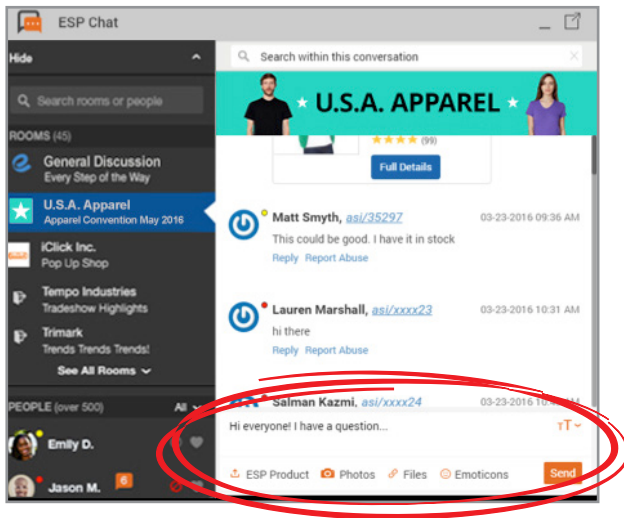 ESP Chat
Hide
Search rooms or people
ROOMS (45)
General Discussion
Every Step of the Way
U.S.A. Apparel
Apparel Convention May 2016
iClick Inc.
Pop Up Shop
Tempo Industries
Tradeshow Highlights
Trimark
Trends Trends Trends!
See All Rooms
PEOPLE (over 500) All
Emily D.
Jason M. 6
Search within this conversation
U.S.A. APPAREL
(99)
Full Details
Matt Smyth, asi/35297 03-23-2016 09:36 AM
This could be good. I have it in stock
Reply Report Abuse
Lauren Marshall, asi/xxxx23 03-23-2016 10:31 AM
hi there
Reply Report Abuse
Salman Kazmi, asi/xxxx24 03-23-2016
Hi everyone! I have a question...
TT
ESP Product Photos Files Emoticons Send